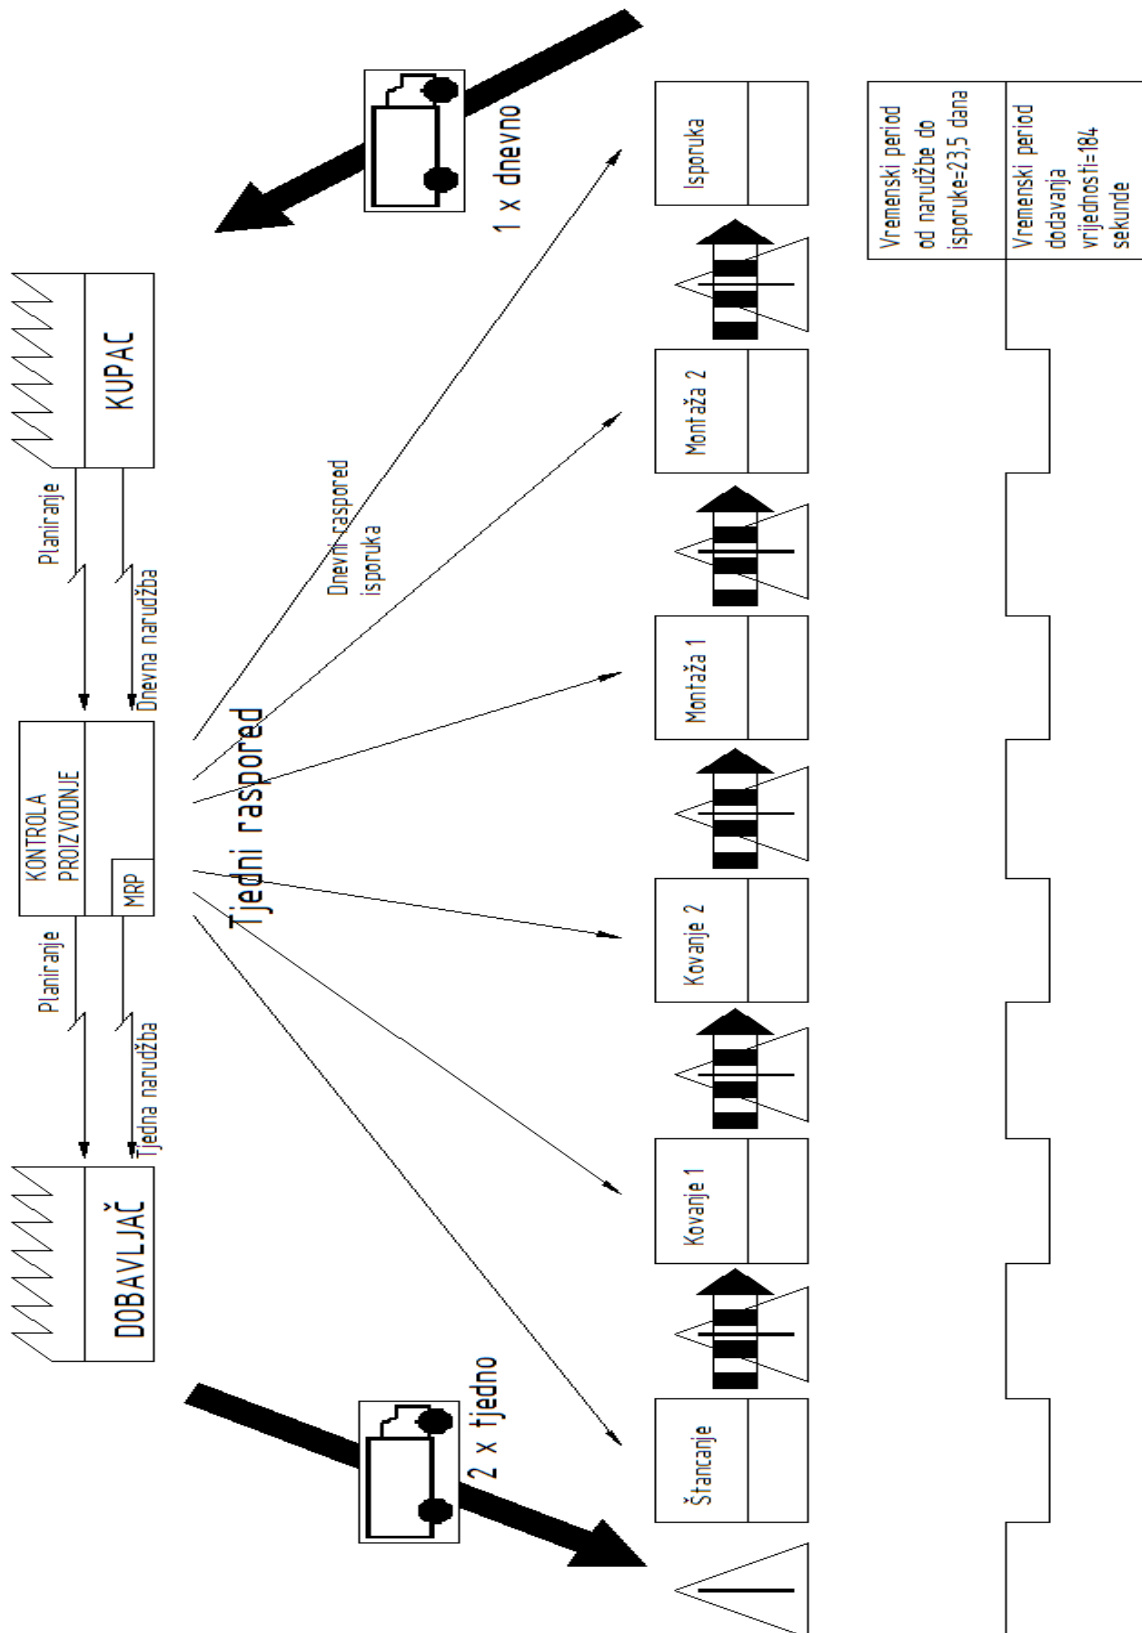 DOBAVLJAČ
Planiranje
Tjedna narudžba
KONTROLA
PROIZVODNJE
MRP
Planiranje
Dnevna narudžba
KUPAC
2 x tjedno
Tjedni raspored
Dnevni raspored
isporuka
1 x dnevno
Štancanje
Kovanje 1
Kovanje 2
Montaža 1
Montaža 2
Isporuka
Vremenski period
od narudžbe do
isporuke=23,5 dana
Vremenski period
dodavanja
vrijednosti=184
sekunde